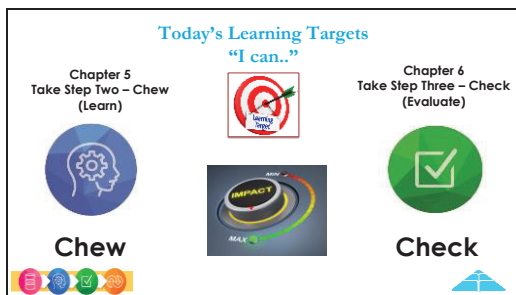 Today's Learning Targets
"I can.."
Chapter 5
Take Step Two – Chew
(Learn)
Chapter 6
Take Step Three – Check
(Evaluate)
Learning
Target
MIN
IMPACT
MAX
Chew
Check